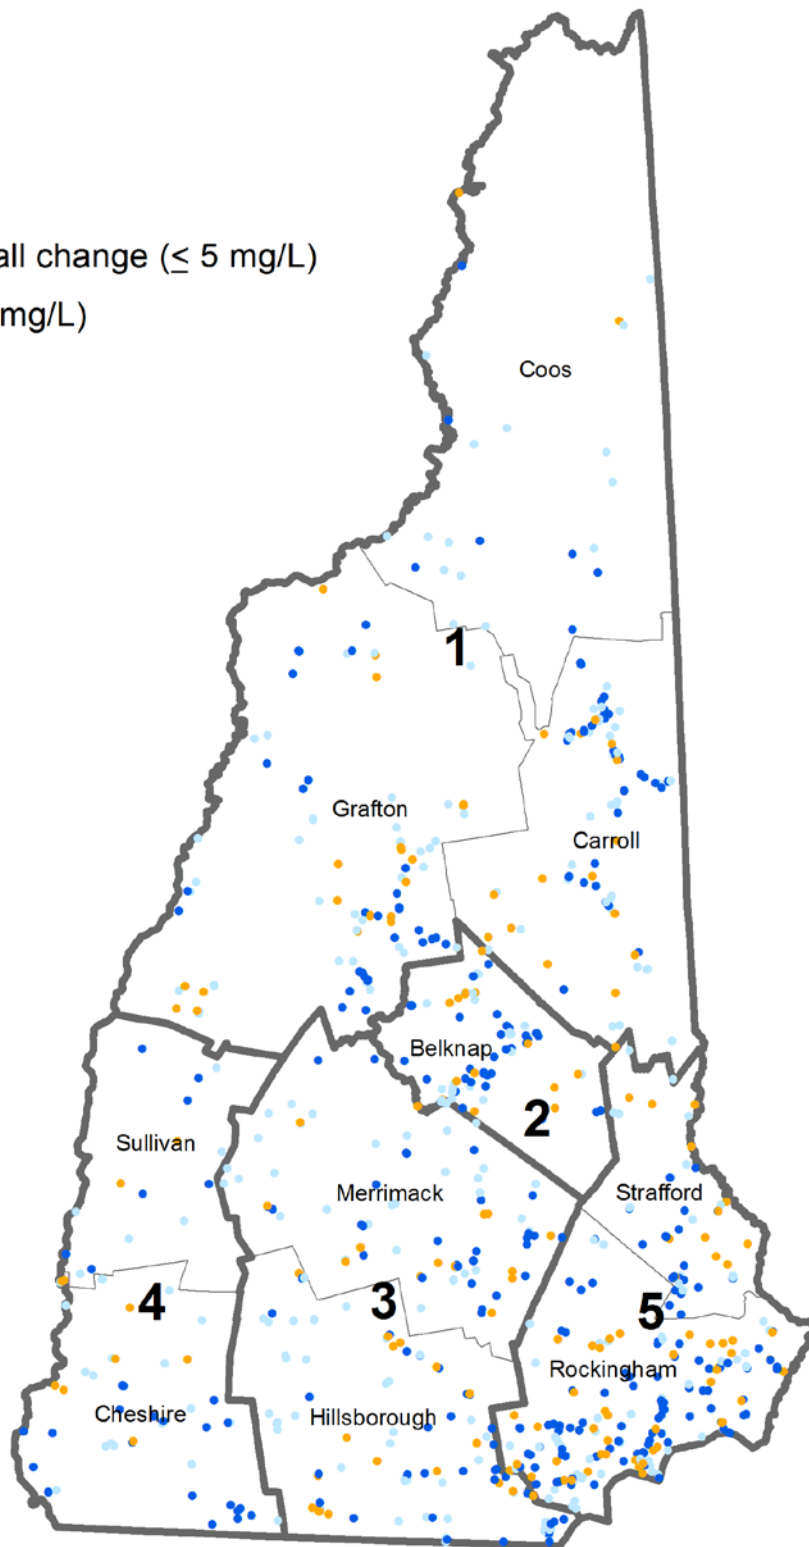 all change (≤ 5 mg/L)
mg/L)
Coos
1
Grafton
Carroll
Belknap
2
Sullivan
Merrimack
Strafford
4
3
5
Rockingham
Cheshire
Hillsborough